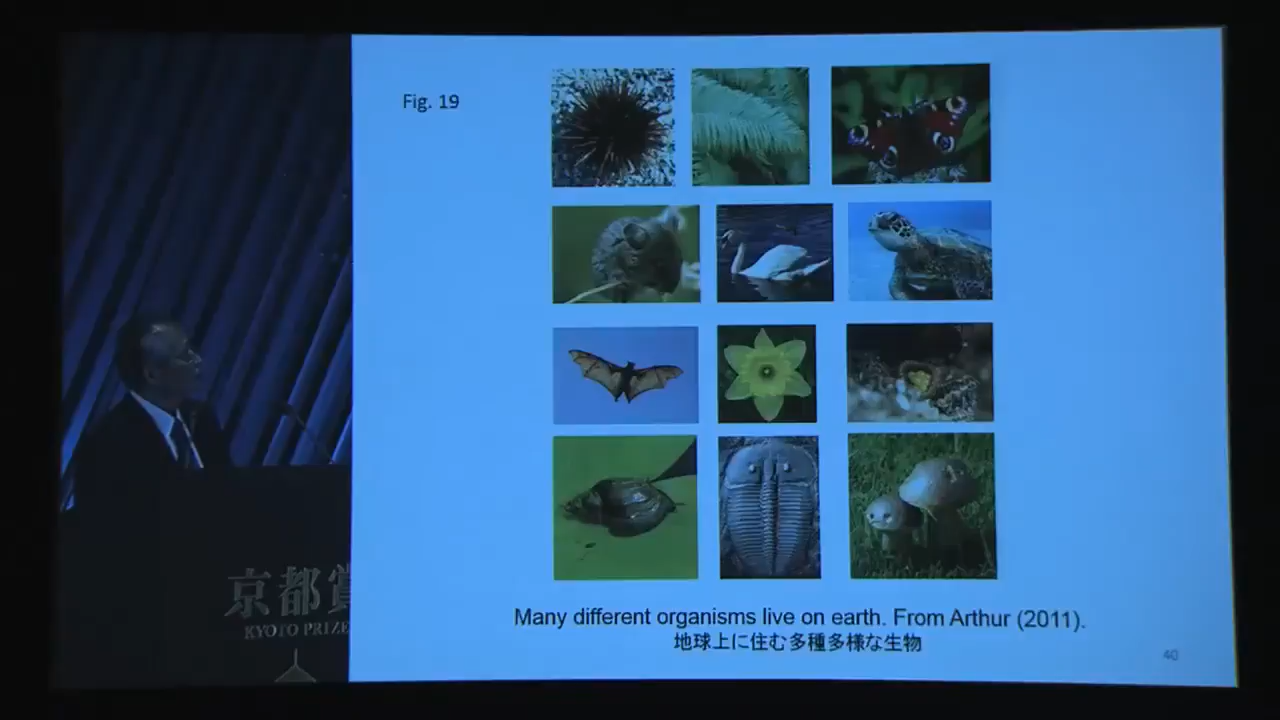 Fig. 19
Many different organisms live on earth. From Arthur (2011).
地球上に住む多種多様な生物
40
京都賞
KYOTO PRIZE